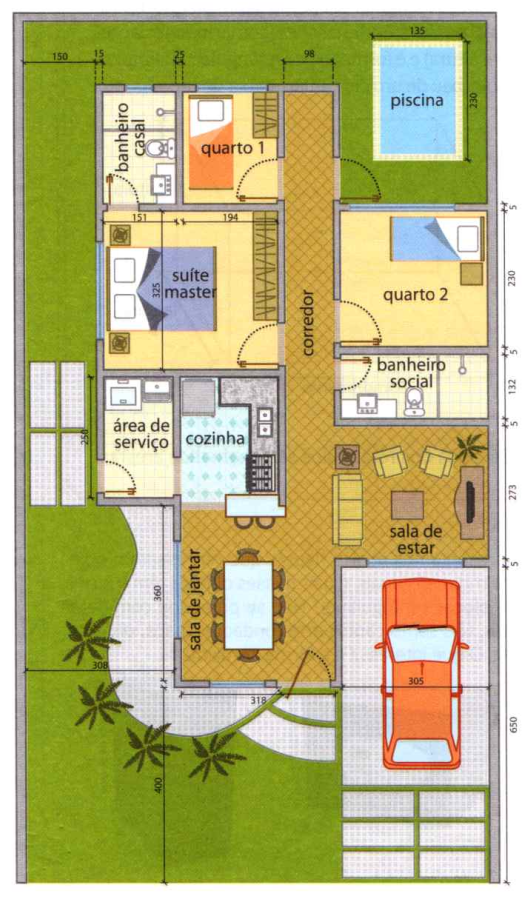 135
150
15
25
98
piscina
230
banheiro
casal
quarto 1
151
194
5
suíte
master
325
corredor
quarto 2
230
5
banheiro
social
132
área de
serviço
cozinha
250
5
273
sala de
estar
5
sala de jantar
360
308
318
305
650
400